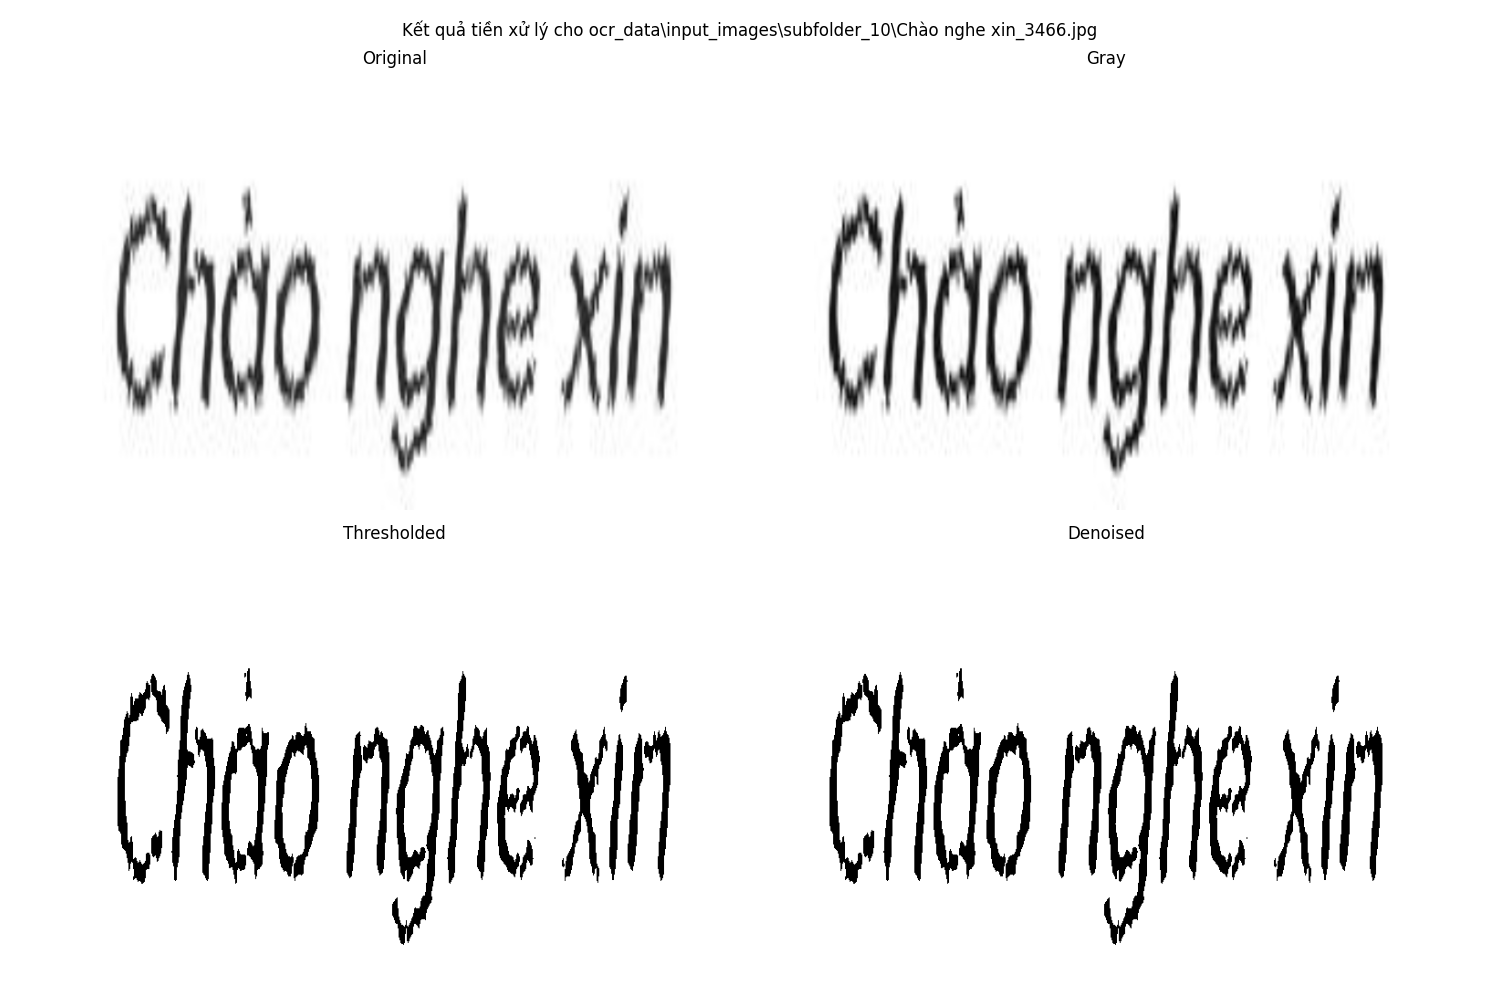 Kết quả tiền xử lý cho ocr_data\input_images\subfolder_10\Chào nghe xin_3466.jpg
Original
Gray
Chào nghe xin
Chào nghe xin
Thresholded
Denoised
Chào nghe xin
Chào nghe xin